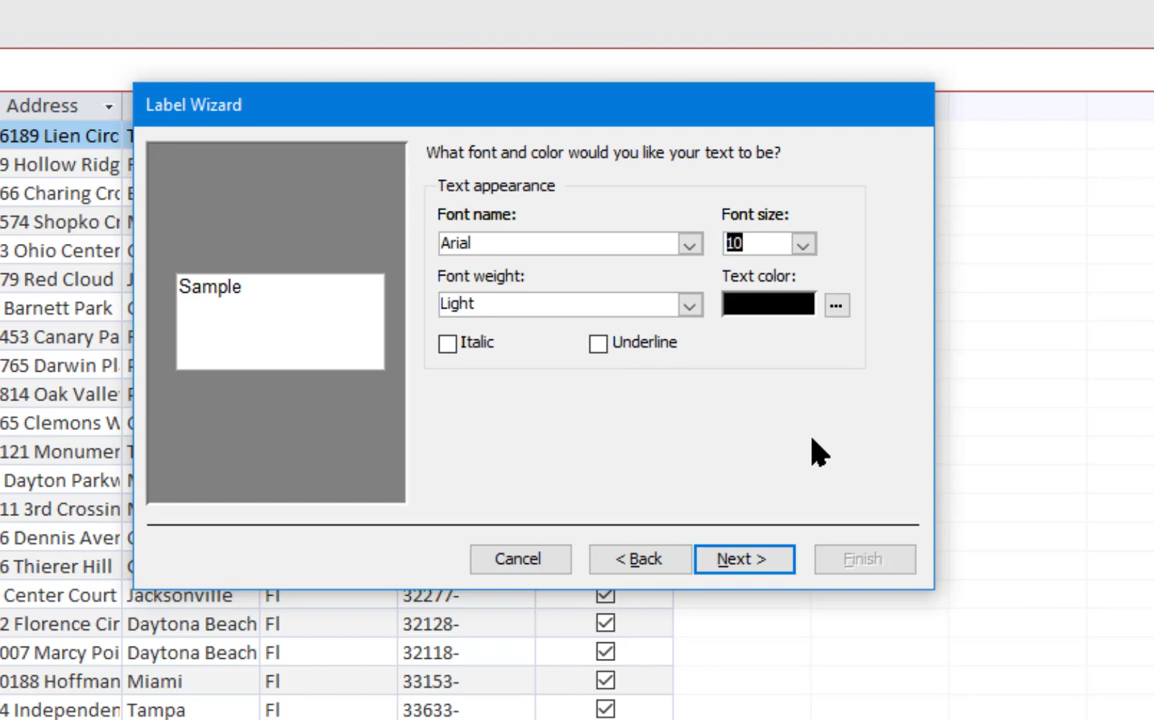 Address
Label Wizard
6189 Lien Circ
9 Hollow Ridg
66 Charing Cro
574 Shopko Cr
3 Ohio Center
79 Red Cloud
Barnett Park
453 Canary Pa
765 Darwin Pl
814 Oak Valle
65 Clemons W
121 Monumen
Dayton Parkw
11 3rd Crossin
6 Dennis Aven
6 Thierer Hill
What font and color would you like your text to be?
Text appearance
Font name: Font size:
Arial 10
Font weight: Text color:
Light ...
Italic Underline
Sample
Cancel < Back Next > Finish
Center Court Jacksonville Fl 32277-
2 Florence Cir Daytona Beach Fl 32128-
007 Marcy Poi Daytona Beach Fl 32118-
0188 Hoffman Miami Fl 33153-
4 Independen Tampa Fl 33633-